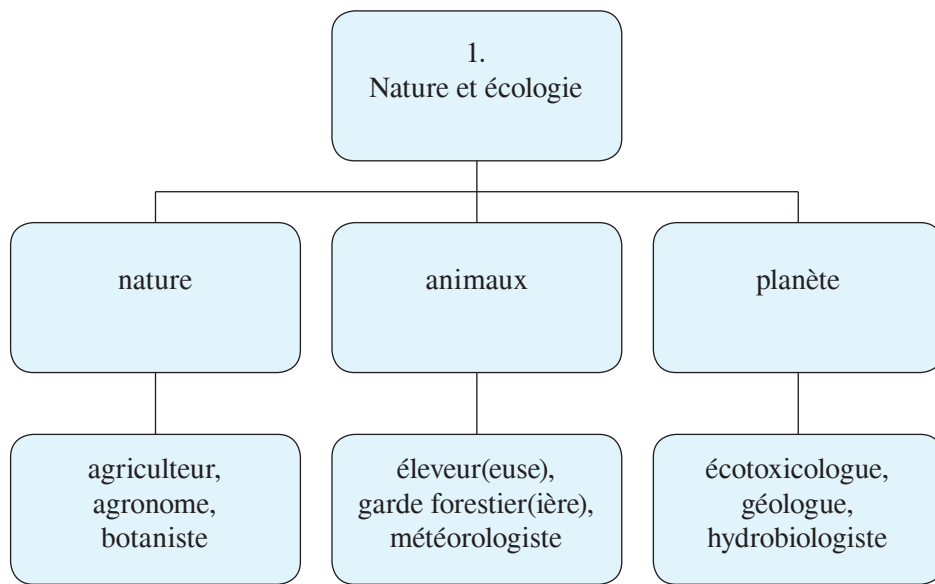 1.
Nature et écologie
nature
animaux
planète
agriculteur,
agronome,
botaniste
éleveur(euse),
garde forestier(ière),
météorologiste
écotoxicologue,
géologue,
hydrobiologiste